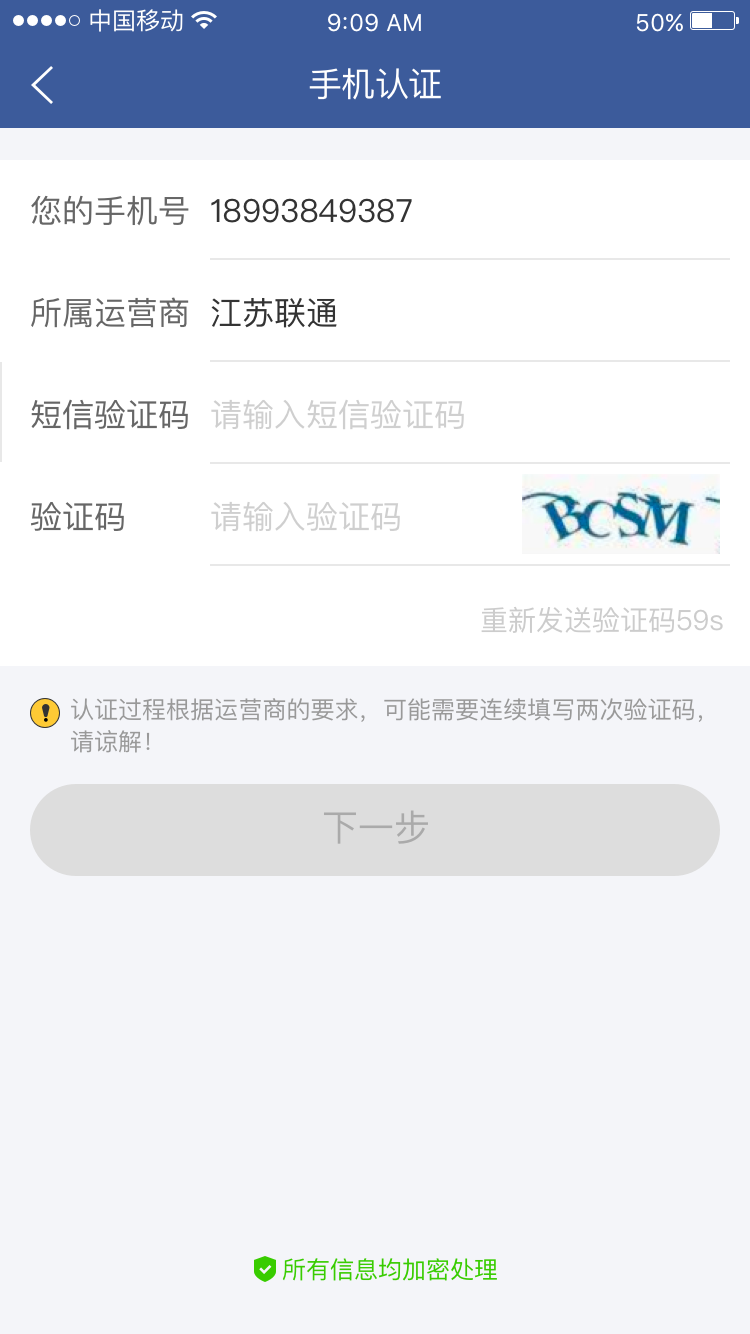 中国移动 9:09 AM 50%
手机认证
您的手机号 18993849387
所属运营商 江苏联通
短信验证码 请输入短信验证码
验证码 请输入验证码 BCSM
重新发送验证码59s
认证过程根据运营商的要求，可能需要连续填写两次验证码，
请谅解！
下一步
所有信息均加密处理